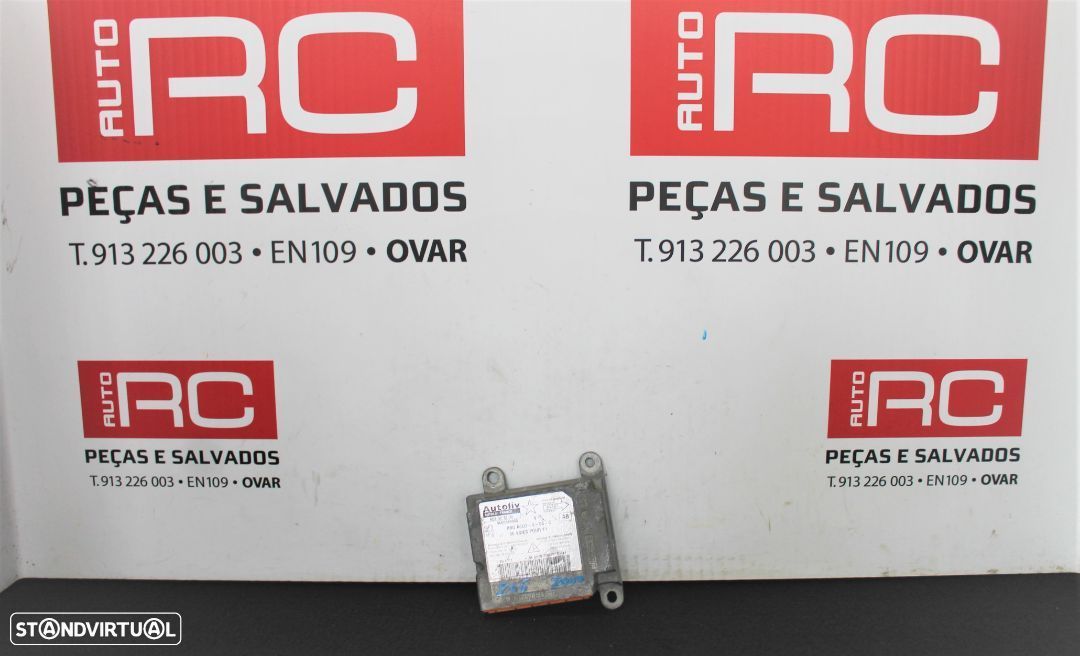 AUTO RC
PEÇAS E SALVADOS
T. 913 226 003 • EN109 • OVAR
AUTO RC
PEÇAS E SALVADOS
T. 913 226 003 • EN109 • OVAR
AUTO RC
PEÇAS E SALVADOS
T. 913 226 003 • EN109 • OVAR
AUTO RC
PEÇAS E SALVADOS
T. 913 226 003 • EN109 • OVAR
Autoliv
STANDVIRTUAL